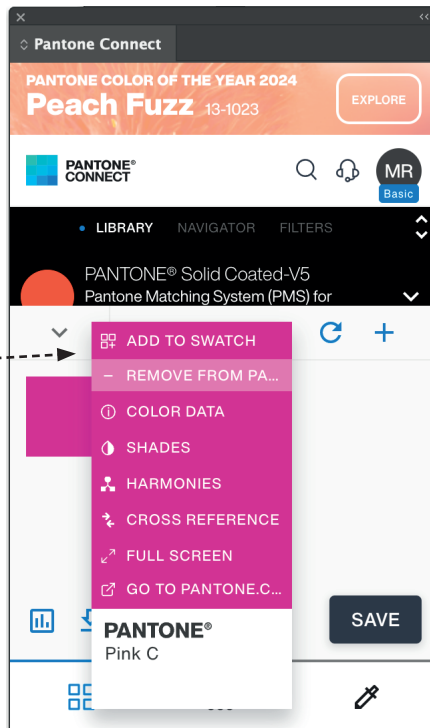 Pantone Connect
PANTONE COLOR OF THE YEAR 2024
Peach Fuzz 13-1023
EXPLORE
PANTONE®
CONNECT
MR
Basic
LIBRARY NAVIGATOR FILTERS
PANTONE® Solid Coated-V5
Pantone Matching System (PMS) for
ADD TO SWATCH
REMOVE FROM PA...
COLOR DATA
SHADES
HARMONIES
CROSS REFERENCE
FULL SCREEN
GO TO PANTONE.C...
PANTONE®
Pink C
SAVE